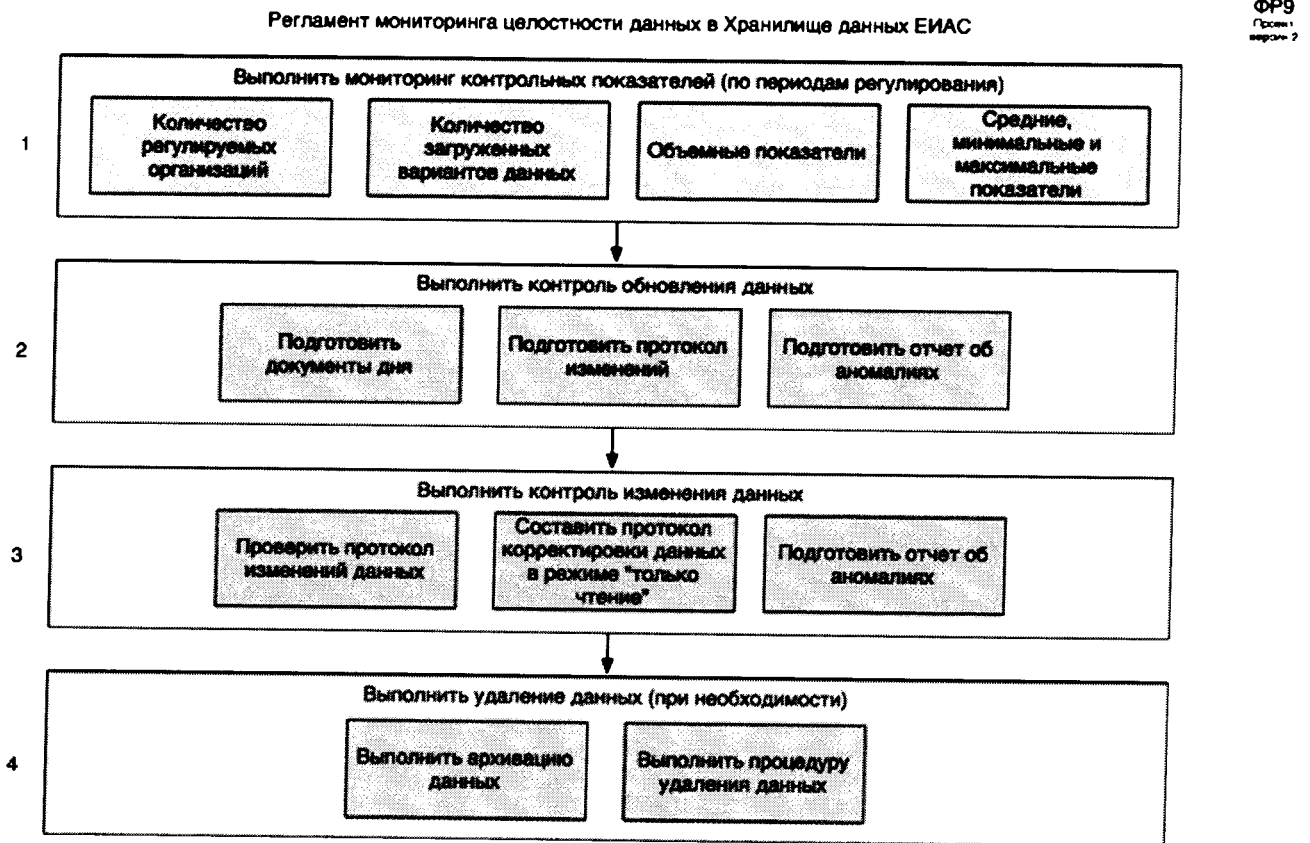 ФР9
Проект
версия 2
Регламент мониторинга целостности данных в Хранилище данных ЕИАС
Выполнить мониторинг контрольных показателей (по периодам регулирования)
1
Количество
регулируемых
организаций
Количество
загруженных
вариантов данных
Объемные показатели
Средние,
минимальные и
максимальные
показатели
Выполнить контроль обновления данных
2
Подготовить
документы дня
Подготовить протокол
изменений
Подготовить отчет об
аномалиях
Выполнить контроль изменения данных
3
Проверить протокол
изменений данных
Составить протокол
корректировки данных
в режиме "только
чтение"
Подготовить отчет об
аномалиях
Выполнить удаление данных (при необходимости)
4
Выполнить архивацию
данных
Выполнить процедуру
удаления данных